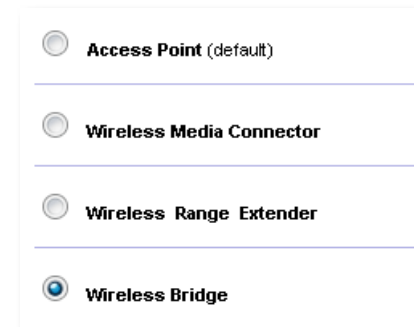 Access Point (default)
Wireless Media Connector
Wireless Range Extender
Wireless Bridge